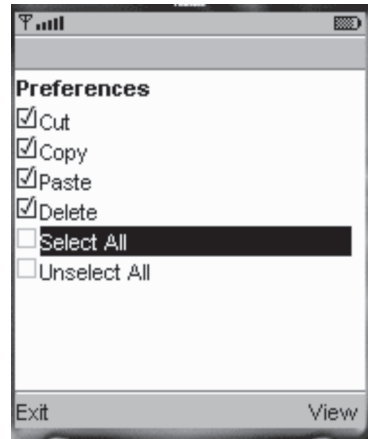 Preferences
Cut
Copy
Paste
Delete
Select All
Unselect All
Exit View